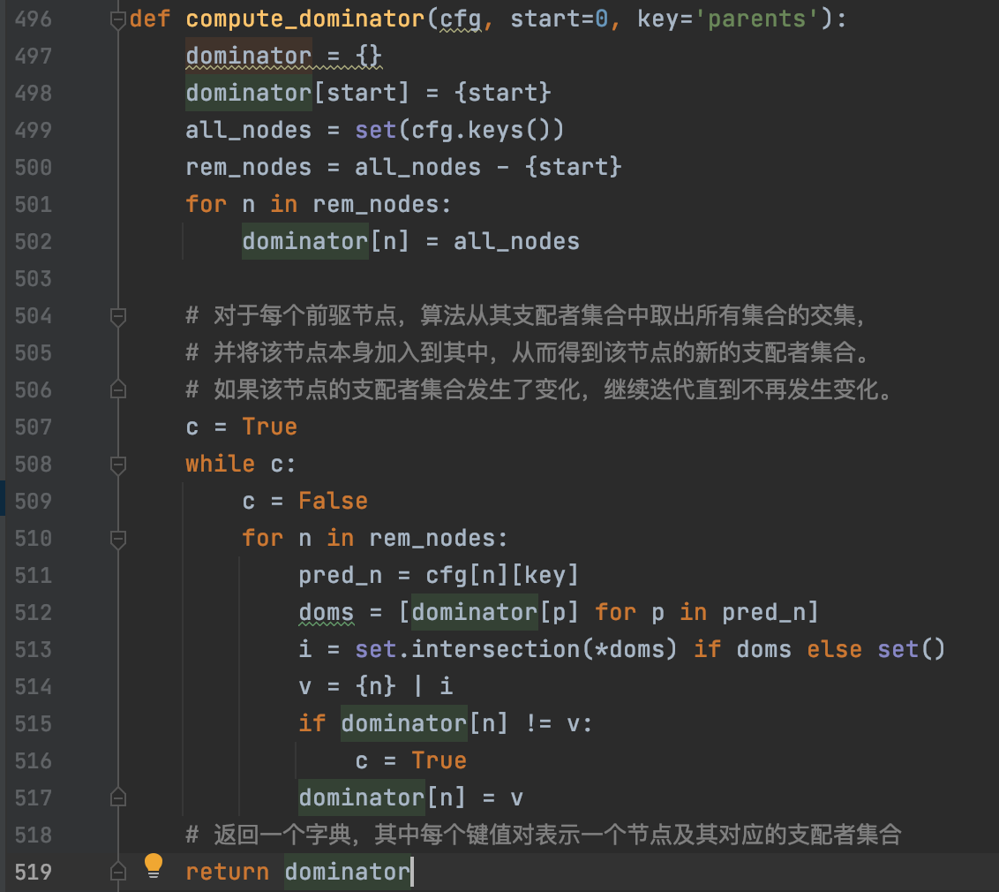 496 def compute_dominator(cfg, start=0, key='parents'):
497     dominator = {}
498     dominator[start] = {start}
499     all_nodes = set(cfg.keys())
500     rem_nodes = all_nodes - {start}
501     for n in rem_nodes:
502         dominator[n] = all_nodes
503
504     # 对于每个前驱节点，算法从其支配者集合中取出所有集合的交集，
505     # 并将该节点本身加入到其中，从而得到该节点的新的支配者集合。
506     # 如果该节点的支配者集合发生了变化，继续迭代直到不再发生变化。
507     c = True
508     while c:
509         c = False
510         for n in rem_nodes:
511             pred_n = cfg[n][key]
512             doms = [dominator[p] for p in pred_n]
513             i = set.intersection(*doms) if doms else set()
514             v = {n} | i
515             if dominator[n] != v:
516                 c = True
517             dominator[n] = v
518     # 返回一个字典，其中每个键值对表示一个节点及其对应的支配者集合
519     return dominator